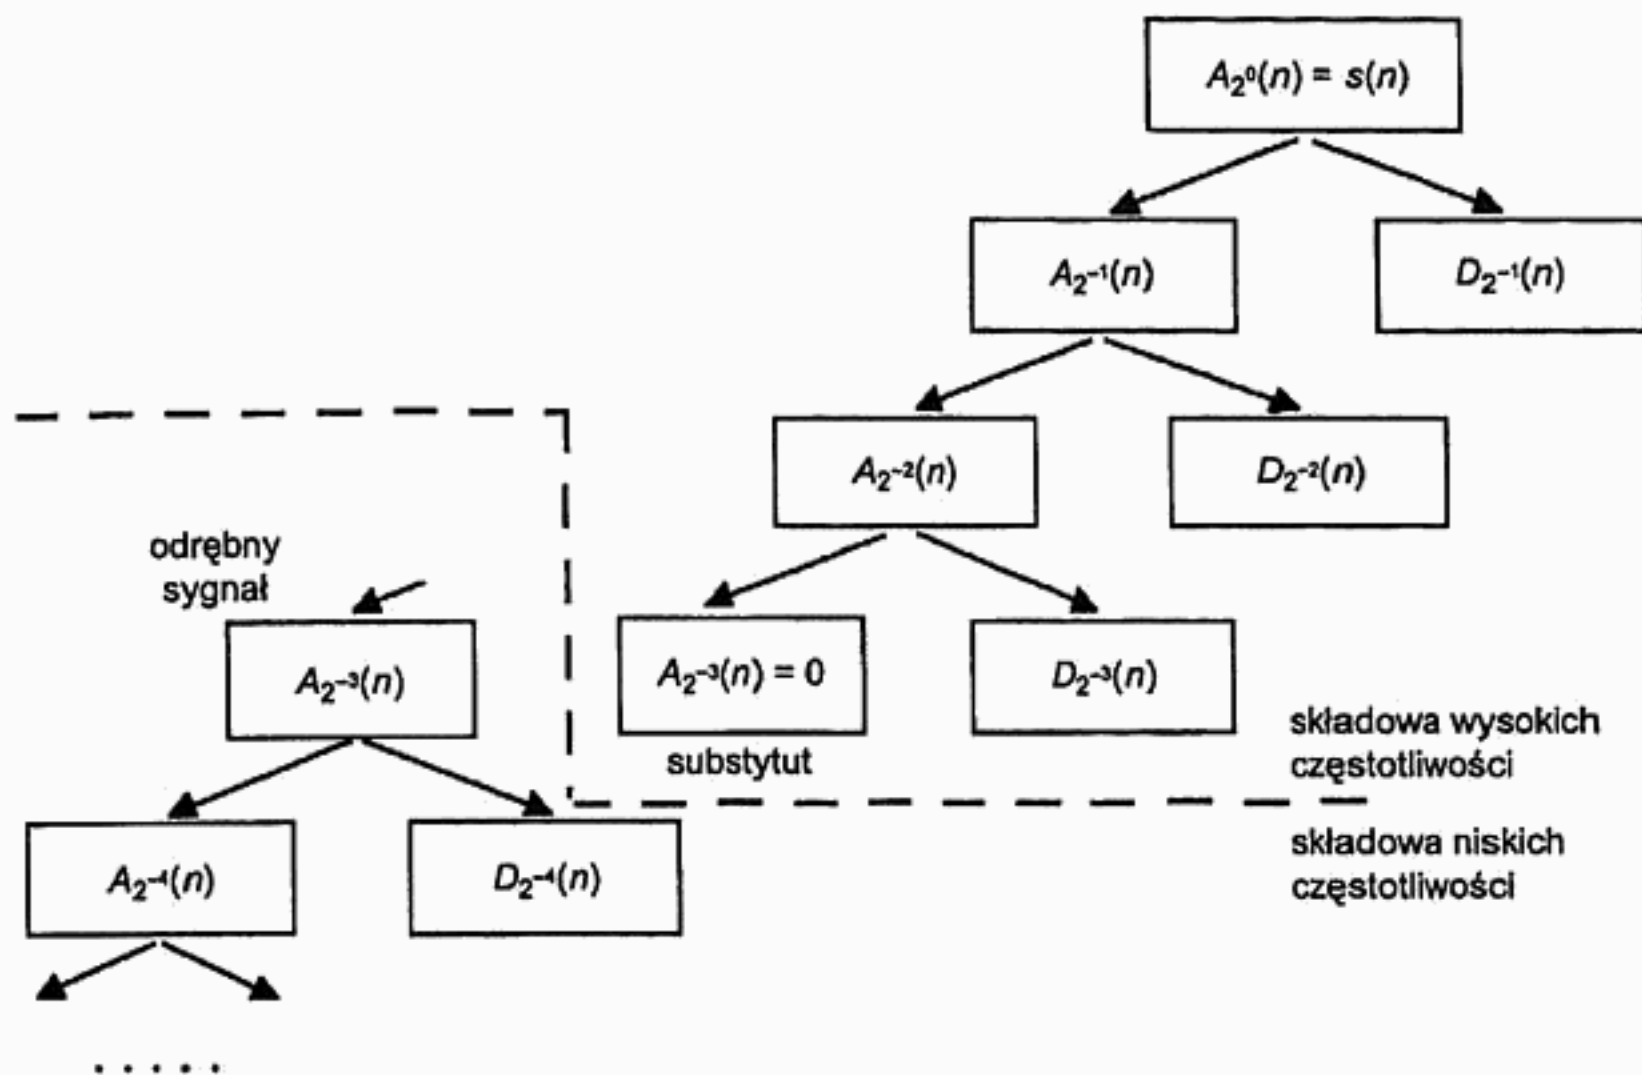 A₂⁰(n) = s(n)
A₂⁻¹(n)
D₂⁻¹(n)
A₂⁻²(n)
D₂⁻²(n)
odrębny
sygnał
A₂⁻³(n)
A₂⁻³(n) = 0
D₂⁻³(n)
substytut
składowa wysokich
częstotliwości
A₂⁻⁴(n)
D₂⁻⁴(n)
składowa niskich
częstotliwości
. . . . .